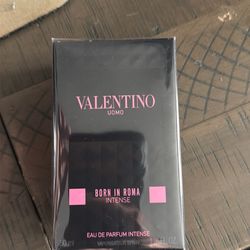 VALENTINO
UOMO
BORN IN ROMA
INTENSE
EAU DE PARFUM INTENSE